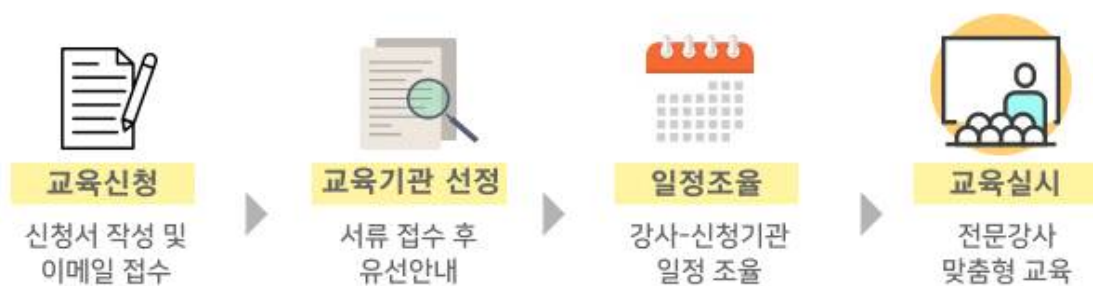 교육신청
신청서 작성 및
이메일 접수
교육기관 선정
서류 접수 후
유선안내
일정조율
강사-신청기관
일정 조율
교육실시
전문강사
맞춤형 교육